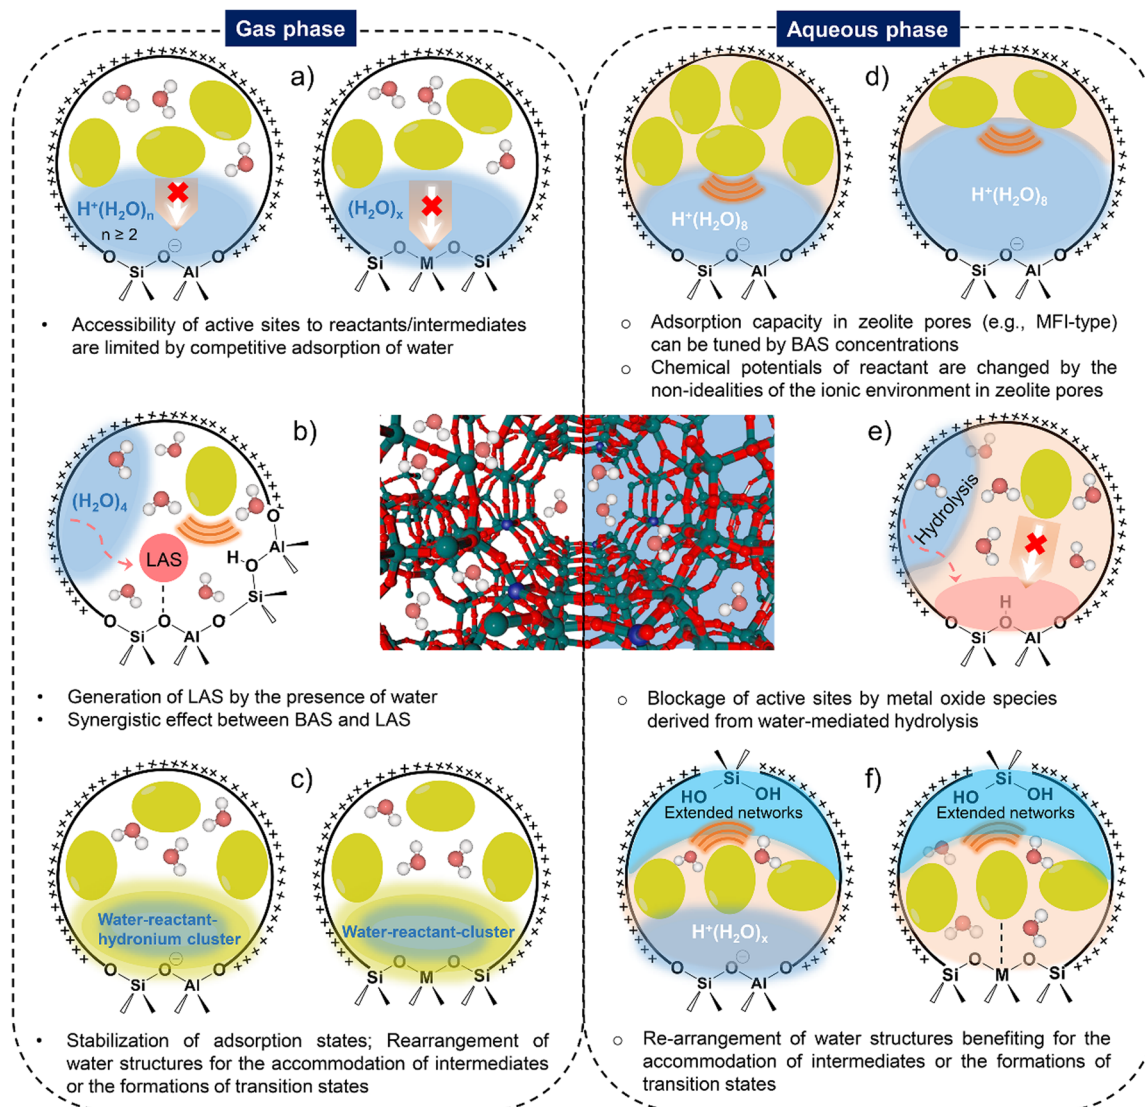 Gas phase
Aqueous phase
a)
H⁺(H₂O)ₙ
n ≥ 2
O Si O⁻ Al O
(H₂O)ₓ
Si O M O Si
• Accessibility of active sites to reactants/intermediates
are limited by competitive adsorption of water
d)
H⁺(H₂O)₈
O Si O⁻ Al O
H⁺(H₂O)₈
O Si O⁻ Al O
○ Adsorption capacity in zeolite pores (e.g., MFI-type)
can be tuned by BAS concentrations
○ Chemical potentials of reactant are changed by the
non-idealities of the ionic environment in zeolite pores
b)
(H₂O)₄
LAS
O
Al
H O
Si
O Si O Al O
• Generation of LAS by the presence of water
• Synergistic effect between BAS and LAS
e)
Hydrolysis
H
O Si O Al O
○ Blockage of active sites by metal oxide species
derived from water-mediated hydrolysis
c)
Water-reactant-
hydronium cluster
O Si O⁻ Al O
Water-reactant-cluster
Si O M O Si
• Stabilization of adsorption states; Rearrangement of
water structures for the accommodation of intermediates
or the formations of transition states
f)
Si
HO OH
Extended networks
H⁺(H₂O)ₓ
O Si O⁻ Al O
Si
HO OH
Extended networks
Si O M O Si
○ Re-arrangement of water structures benefiting for the
accommodation of intermediates or the formations of
transition states